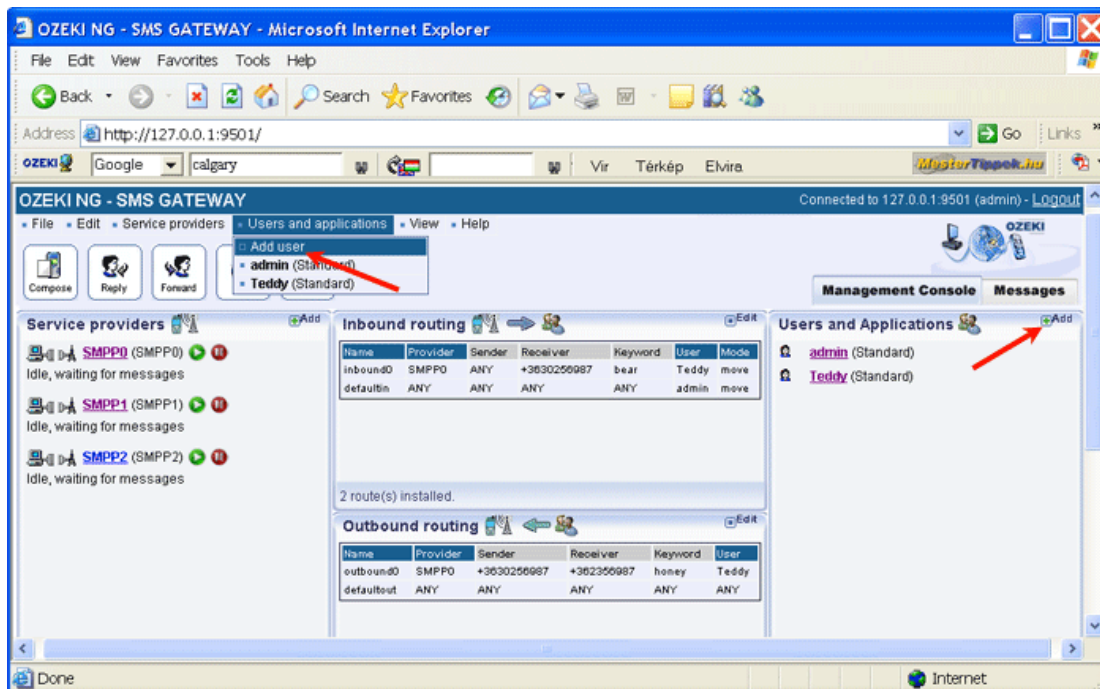 OZEKI NG - SMS GATEWAY - Microsoft Internet Explorer
File Edit View Favorites Tools Help
Back Search Favorites
Address http://127.0.0.1:9501/ Go Links »
OZEKI Google calgary Vir Térkép Elvira MesterTippek.hu
OZEKI NG - SMS GATEWAY Connected to 127.0.0.1:9501 (admin) - Logout
File Edit Service providers Users and applications View Help
OZEKI
Add user
admin (Standard)
Teddy (Standard)
Compose Reply Forward
Management Console Messages
Service providers Add
SMPP0 (SMPP0)
Idle, waiting for messages
SMPP1 (SMPP1)
Idle, waiting for messages
SMPP2 (SMPP2)
Idle, waiting for messages
Inbound routing Edit
Name Provider Sender Receiver Keyword User Mode
inbound0 SMPP0 ANY +3630256987 bear Teddy move
defaultin ANY ANY ANY ANY admin move
2 route(s) installed.
Outbound routing Edit
Name Provider Sender Receiver Keyword User
outbound0 SMPP0 +3630256987 +362356987 honey Teddy
defaultout ANY ANY ANY ANY ANY
Users and Applications Add
admin (Standard)
Teddy (Standard)
Done Internet